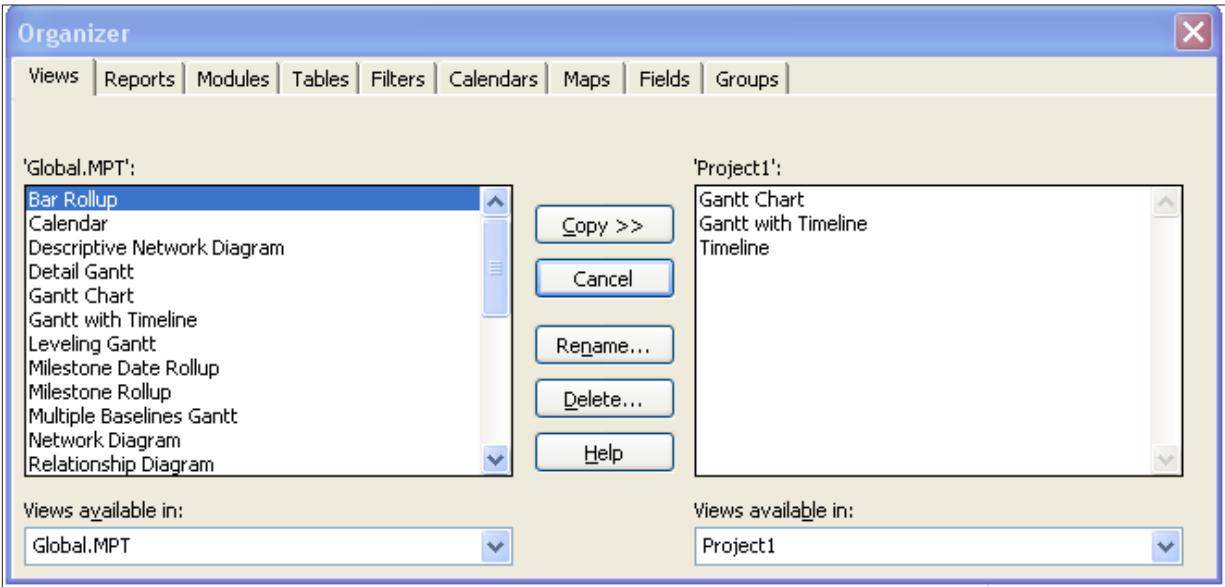 Organizer
Views Reports Modules Tables Filters Calendars Maps Fields Groups
'Global.MPT':
Bar Rollup
Calendar
Descriptive Network Diagram
Detail Gantt
Gantt Chart
Gantt with Timeline
Leveling Gantt
Milestone Date Rollup
Milestone Rollup
Multiple Baselines Gantt
Network Diagram
Relationship Diagram
Views available in:
Global.MPT
Copy >>
Cancel
Rename...
Delete...
Help
'Project1':
Gantt Chart
Gantt with Timeline
Timeline
Views available in:
Project1